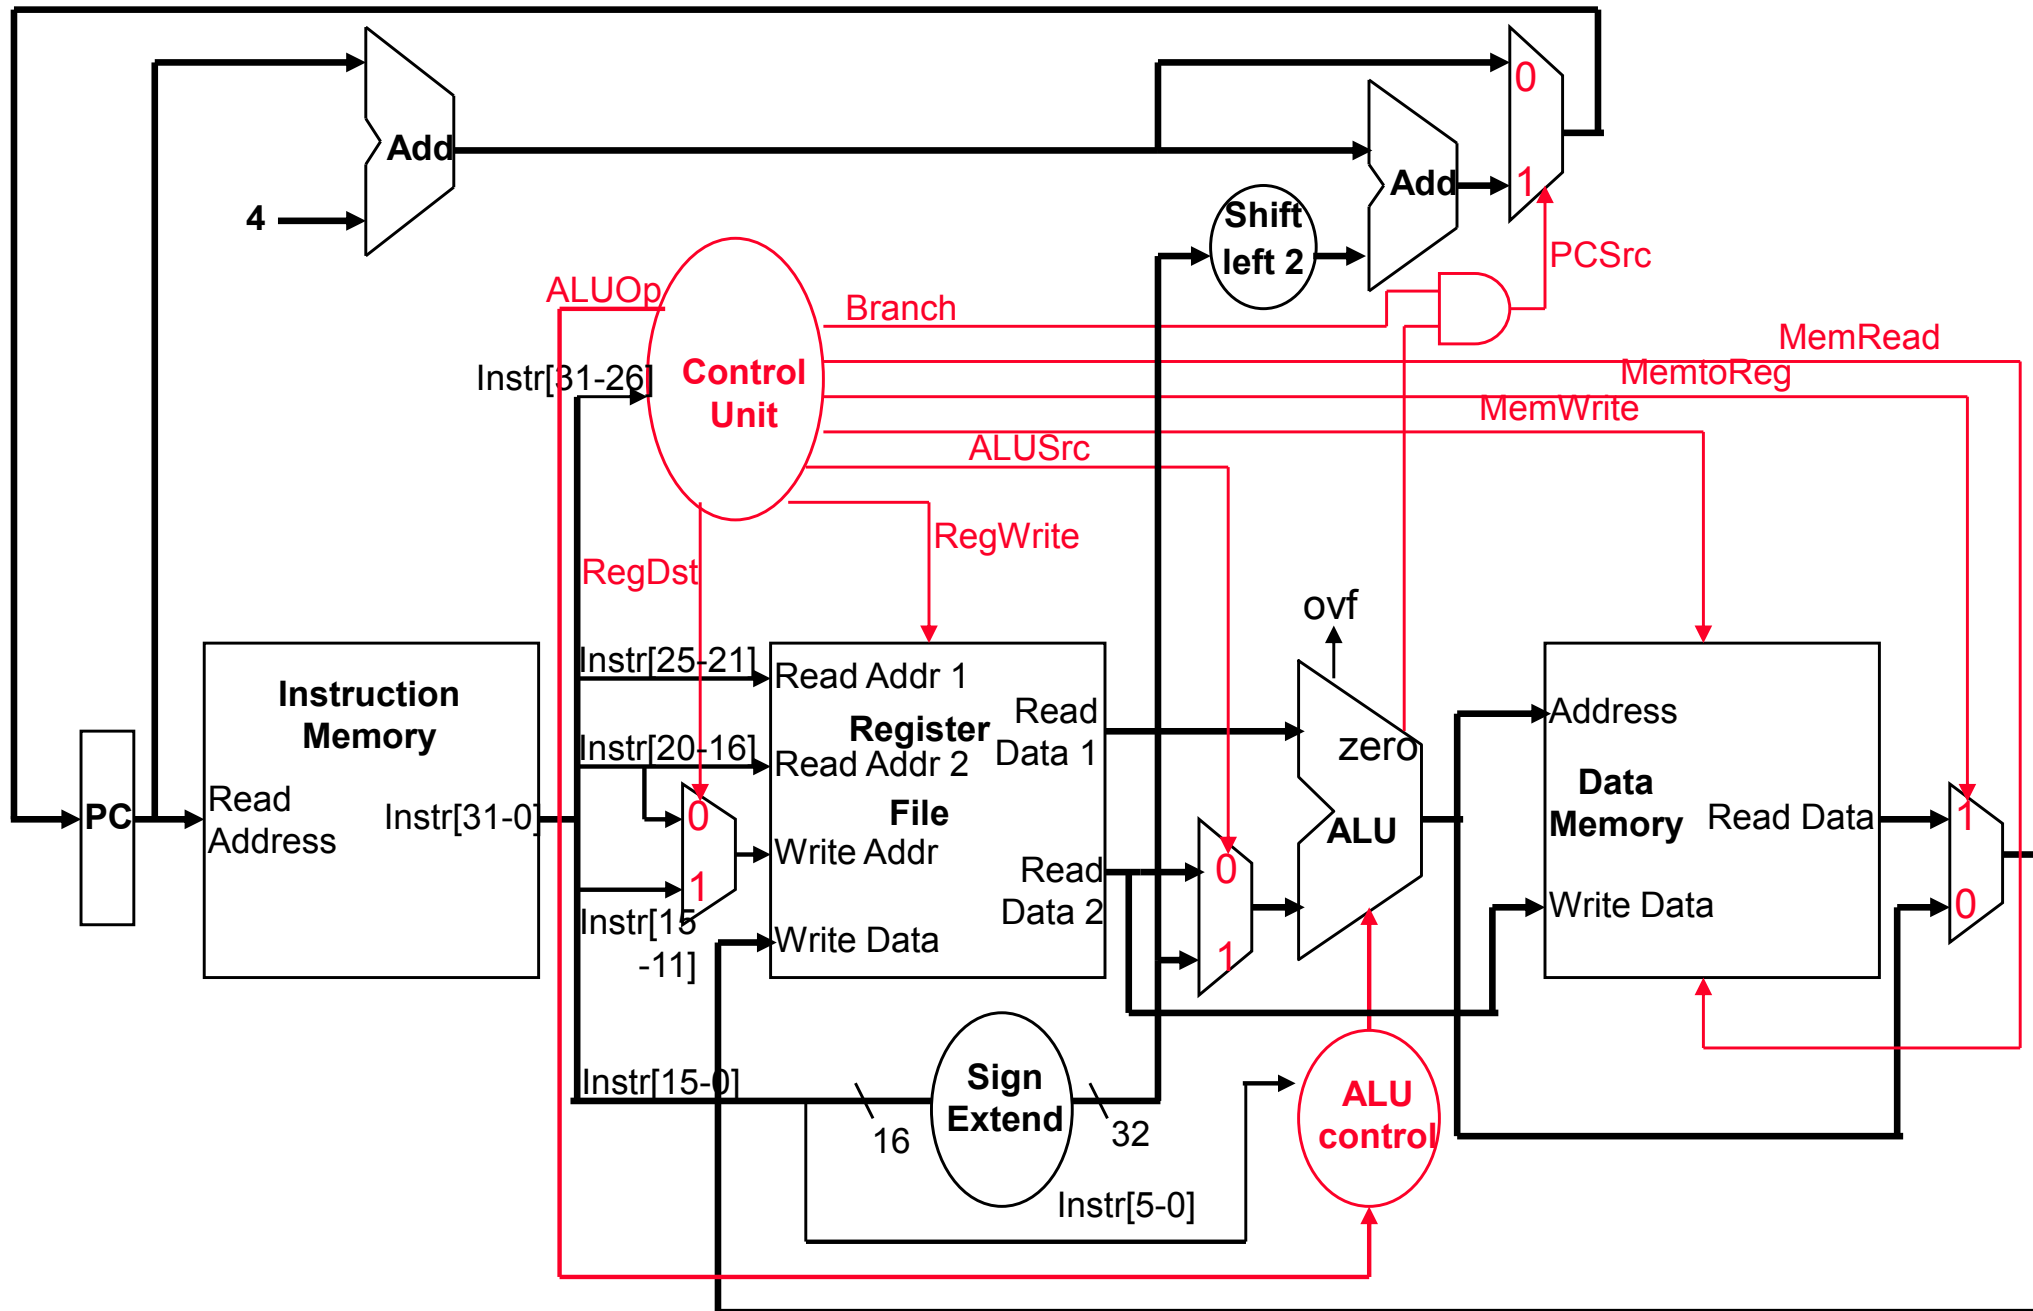 0
Add
Add
1
4
Shift
left 2
PCSrc
ALUOp
Branch
MemRead
Instr[31-26]
Control
Unit
MemtoReg
MemWrite
ALUSrc
RegWrite
RegDst
ovf
Instr[25-21]
Read Addr 1
Instruction
Memory
Register
Read
Data 1
Address
zero
Instr[20-16]
Read Addr 2
Data
Memory
PC
Read
Address
Instr[31-0]
0
File
ALU
Read Data
1
Write Addr
1
Read
Data 2
0
Write Data
0
Instr[15
-11]
Write Data
1
Instr[15-0]
16
Sign
Extend
32
ALU
control
Instr[5-0]